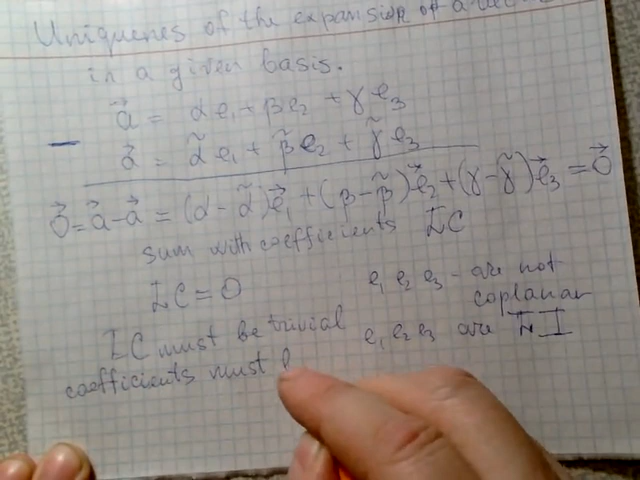 Uniquenes of the expansion of a
in a given basis.
a⃗ = αe₁ + βe₂ + γe₃
— a⃗ = α̃e₁ + β̃e₂ + γ̃e₃
0⃗ = a⃗ - a⃗ = (α - α̃)e⃗₁ + (β - β̃)e⃗₂ + (γ - γ̃)e⃗₃ = 0⃗
sum with coefficients LC
LC = 0 e₁ e₂ e₃ - are not
coplanar
LC must be trivial e₁ e₂ e₃ are LI
coefficients must